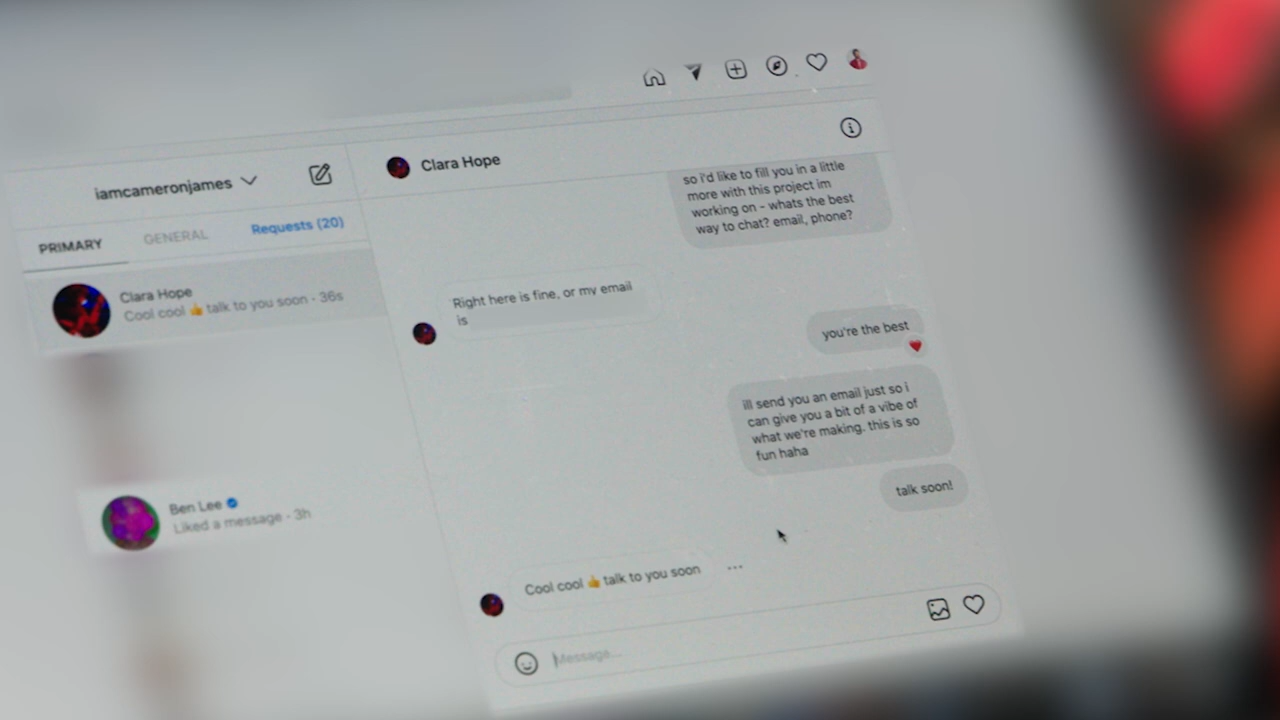 iamcameronjames
PRIMARY
GENERAL
Requests (20)
Clara Hope
Cool cool 👍 talk to you soon · 36s
Ben Lee
Liked a message · 3h
Clara Hope
so i'd like to fill you in a little
more with this project im
working on - whats the best
way to chat? email, phone?
Right here is fine, or my email
is
you're the best
ill send you an email just so i
can give you a bit of a vibe of
what we're making. this is so
fun haha
talk soon!
Cool cool 👍 talk to you soon
Message...